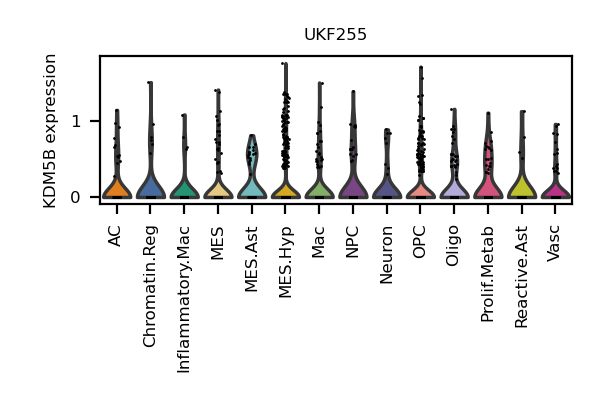 UKF255
KDM5B expression
1
0
AC
Chromatin.Reg
Inflammatory.Mac
MES
MES.Ast
MES.Hyp
Mac
NPC
Neuron
OPC
Oligo
Prolif.Metab
Reactive.Ast
Vasc